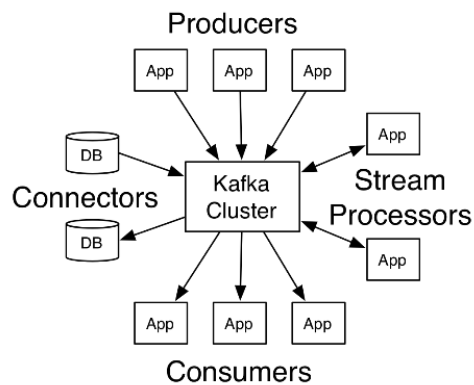 Producers
App
App
App
DB
App
Connectors
Kafka
Cluster
Stream
Processors
DB
App
App
App
App
Consumers